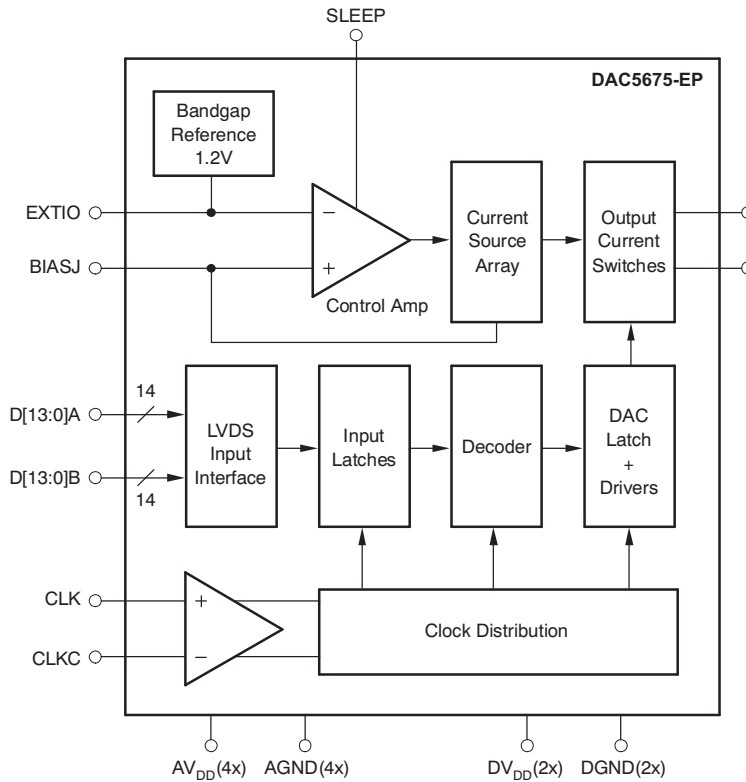 SLEEP
DAC5675-EP
Bandgap
Reference
1.2V
EXTIO
−
Current
Source
Array
Output
Current
Switches
BIASJ
+
Control Amp
D[13:0]A
14
LVDS
Input
Interface
Input
Latches
Decoder
DAC
Latch
+
Drivers
D[13:0]B
14
CLK
+
Clock Distribution
CLKC
−
AVDD(4x)
AGND(4x)
DVDD(2x)
DGND(2x)